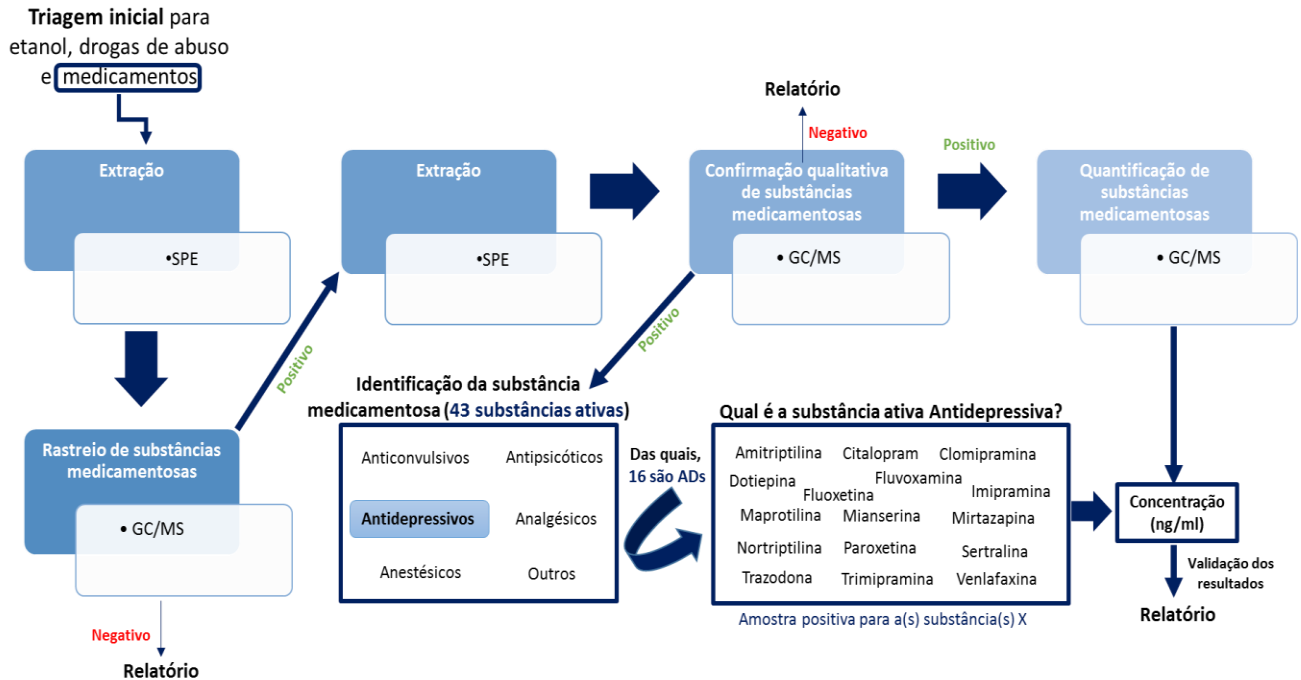 Triagem inicial para
etanol, drogas de abuso
e medicamentos
Extração
•SPE
Rastreio de substâncias
medicamentosas
• GC/MS
Negativo
Relatório
Positivo
Extração
•SPE
Relatório
Negativo
Confirmação qualitativa
de substâncias
medicamentosas
• GC/MS
Positivo
Positivo
Quantificação de
substâncias
medicamentosas
• GC/MS
Identificação da substância
medicamentosa (43 substâncias ativas)
Anticonvulsivos Antipsicóticos
Antidepressivos Analgésicos
Anestésicos Outros
Das quais,
16 são ADs
Qual é a substância ativa Antidepressiva?
Amitriptilina Citalopram Clomipramina
Dotiepina Fluvoxamina
Fluoxetina Imipramina
Maprotilina Mianserina Mirtazapina
Nortriptilina Paroxetina Sertralina
Trazodona Trimipramina Venlafaxina
Amostra positiva para a(s) substância(s) X
Concentração
(ng/ml)
Validação dos
resultados
Relatório